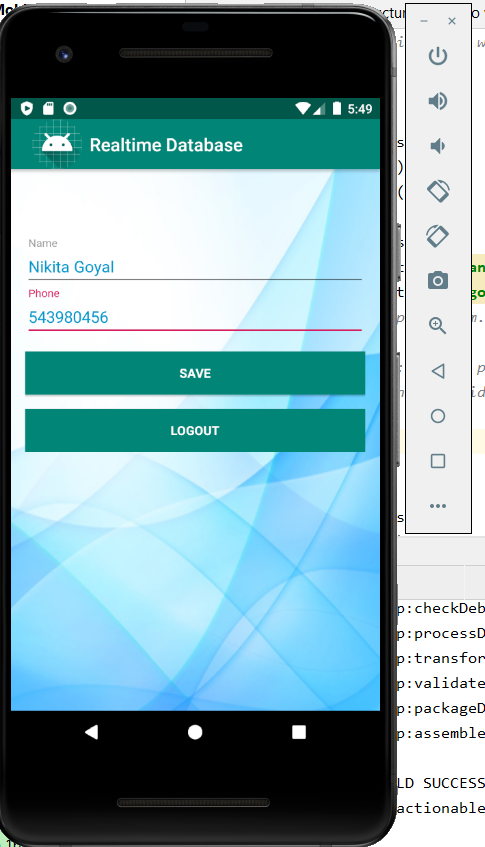 5:49
Realtime Database
Name
Nikita Goyal
Phone
543980456
SAVE
LOGOUT
p:checkDeb
p:processD
p:transfor
p:validate
p:packageD
p:assemble
LD SUCCESS
actionable